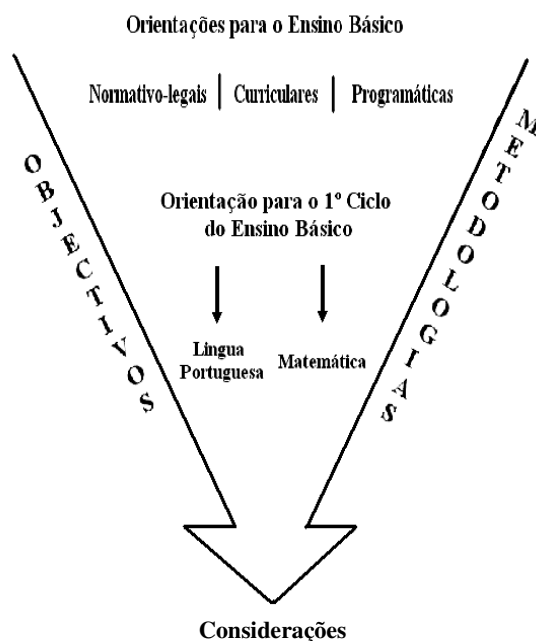 Orientações para o Ensino Básico
Normativo-legais | Curriculares | Programáticas
OBJECTIVOS
METODOLOGIAS
Orientação para o 1º Ciclo
do Ensino Básico
Língua
Portuguesa
Matemática
Considerações